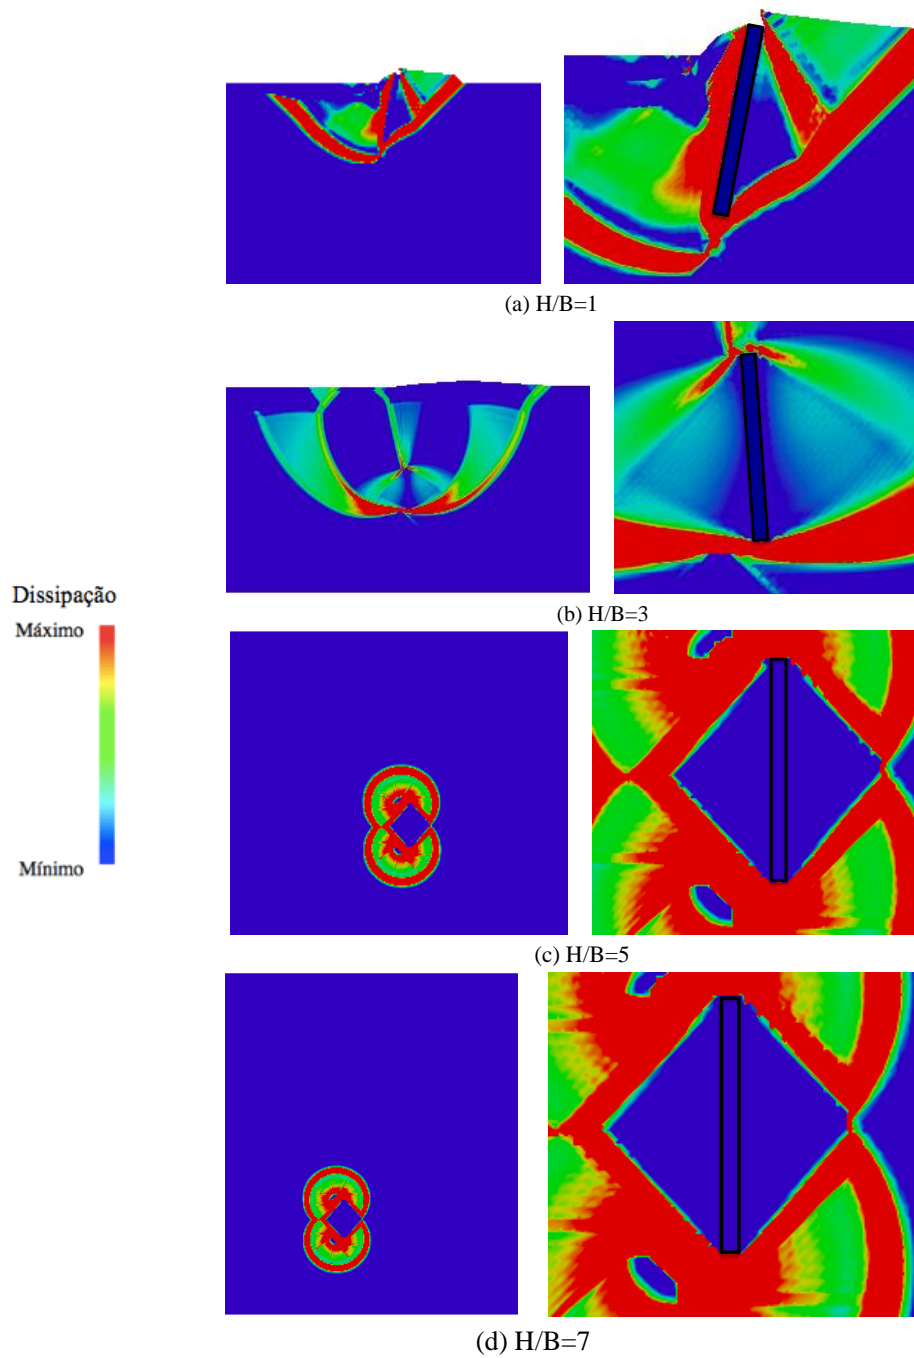 (a) H/B=1
(b) H/B=3
Dissipação
Máximo
Mínimo
(c) H/B=5
(d) H/B=7